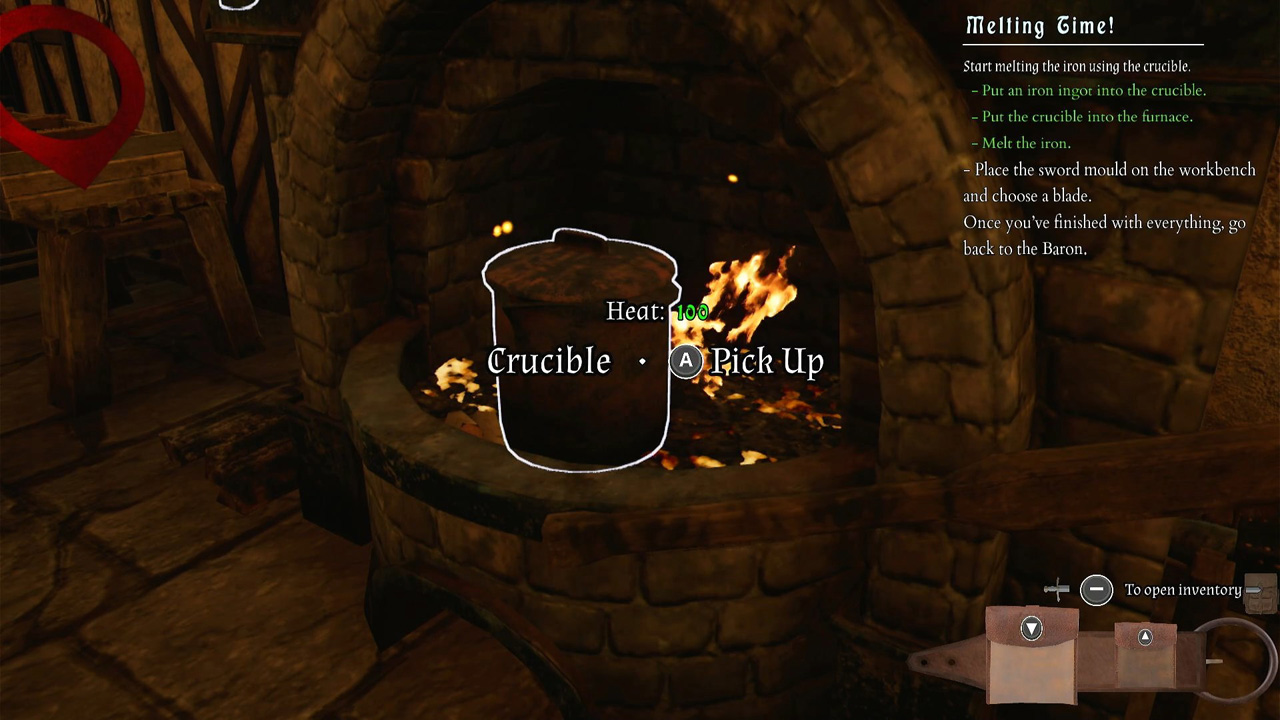 Melting Time!
Start melting the iron using the crucible.
- Put an iron ingot into the crucible.
- Put the crucible into the furnace.
- Melt the iron.
- Place the sword mould on the workbench
and choose a blade.
Once you've finished with everything, go
back to the Baron.
Heat: 100
Crucible · A Pick Up
To open inventory